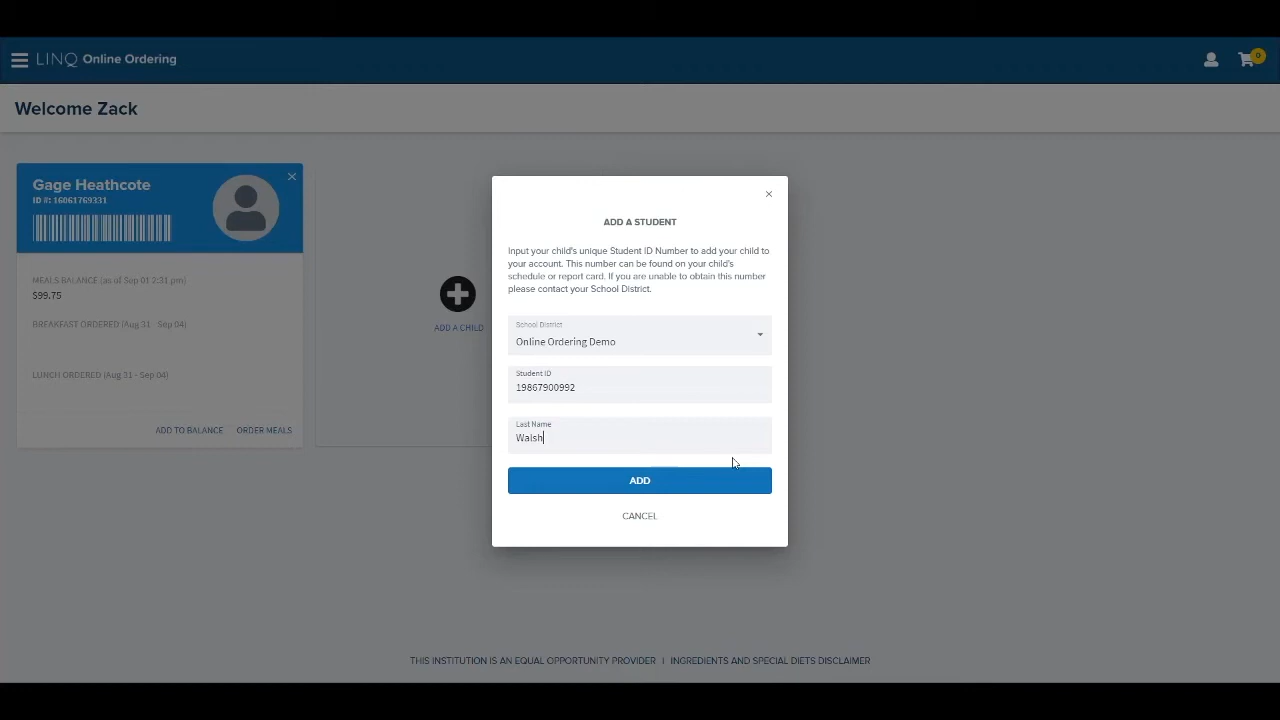 LINQ Online Ordering
0
Welcome Zack
Gage Heathcote
ID #: 16061769331
MEALS BALANCE (as of Sep 01 2:31 pm)
$99.75
BREAKFAST ORDERED (Aug 31 - Sep 04)
LUNCH ORDERED (Aug 31 - Sep 04)
ADD TO BALANCE ORDER MEALS
ADD A CHILD
ADD A STUDENT
Input your child's unique Student ID Number to add your child to
your account. This number can be found on your child's
schedule or report card. If you are unable to obtain this number
please contact your School District.
School District
Online Ordering Demo
Student ID
19867900992
Last Name
Walsh
ADD
CANCEL
THIS INSTITUTION IS AN EQUAL OPPORTUNITY PROVIDER | INGREDIENTS AND SPECIAL DIETS DISCLAIMER